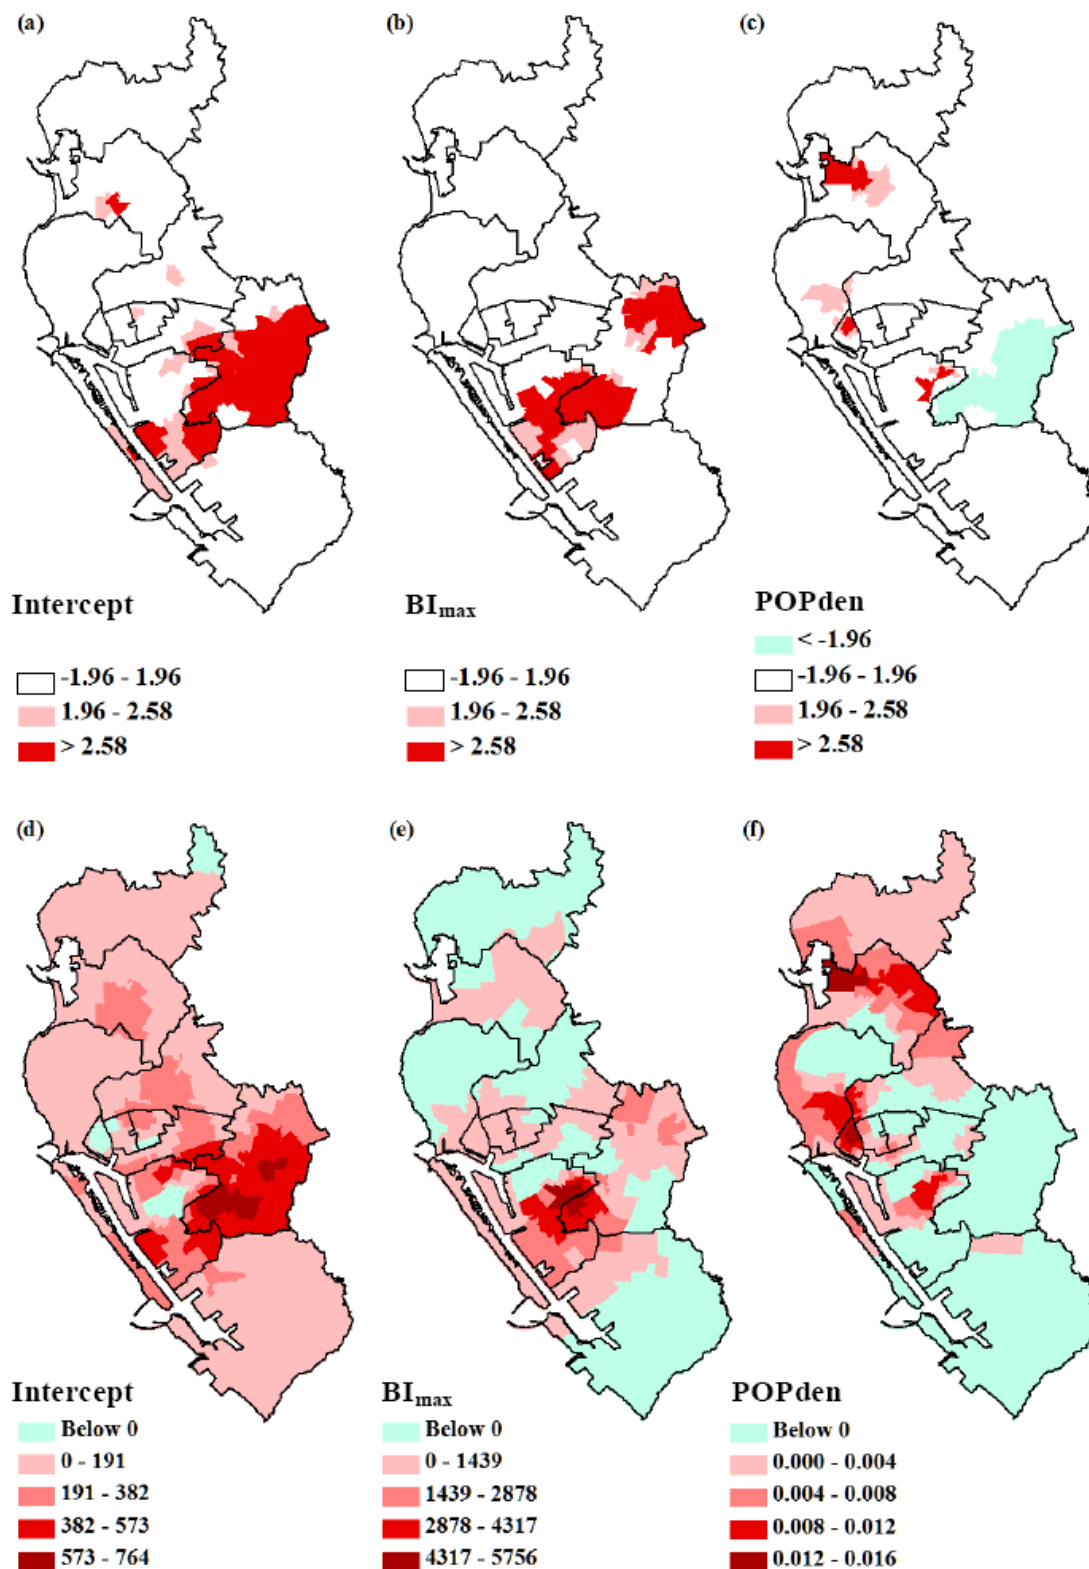 (a)
(b)
(c)
Intercept
-1.96 - 1.96
1.96 - 2.58
> 2.58
BImax
-1.96 - 1.96
1.96 - 2.58
> 2.58
POPden
< -1.96
-1.96 - 1.96
1.96 - 2.58
> 2.58
(d)
(e)
(f)
Intercept
Below 0
0 - 191
191 - 382
382 - 573
573 - 764
BImax
Below 0
0 - 1439
1439 - 2878
2878 - 4317
4317 - 5756
POPden
Below 0
0.000 - 0.004
0.004 - 0.008
0.008 - 0.012
0.012 - 0.016